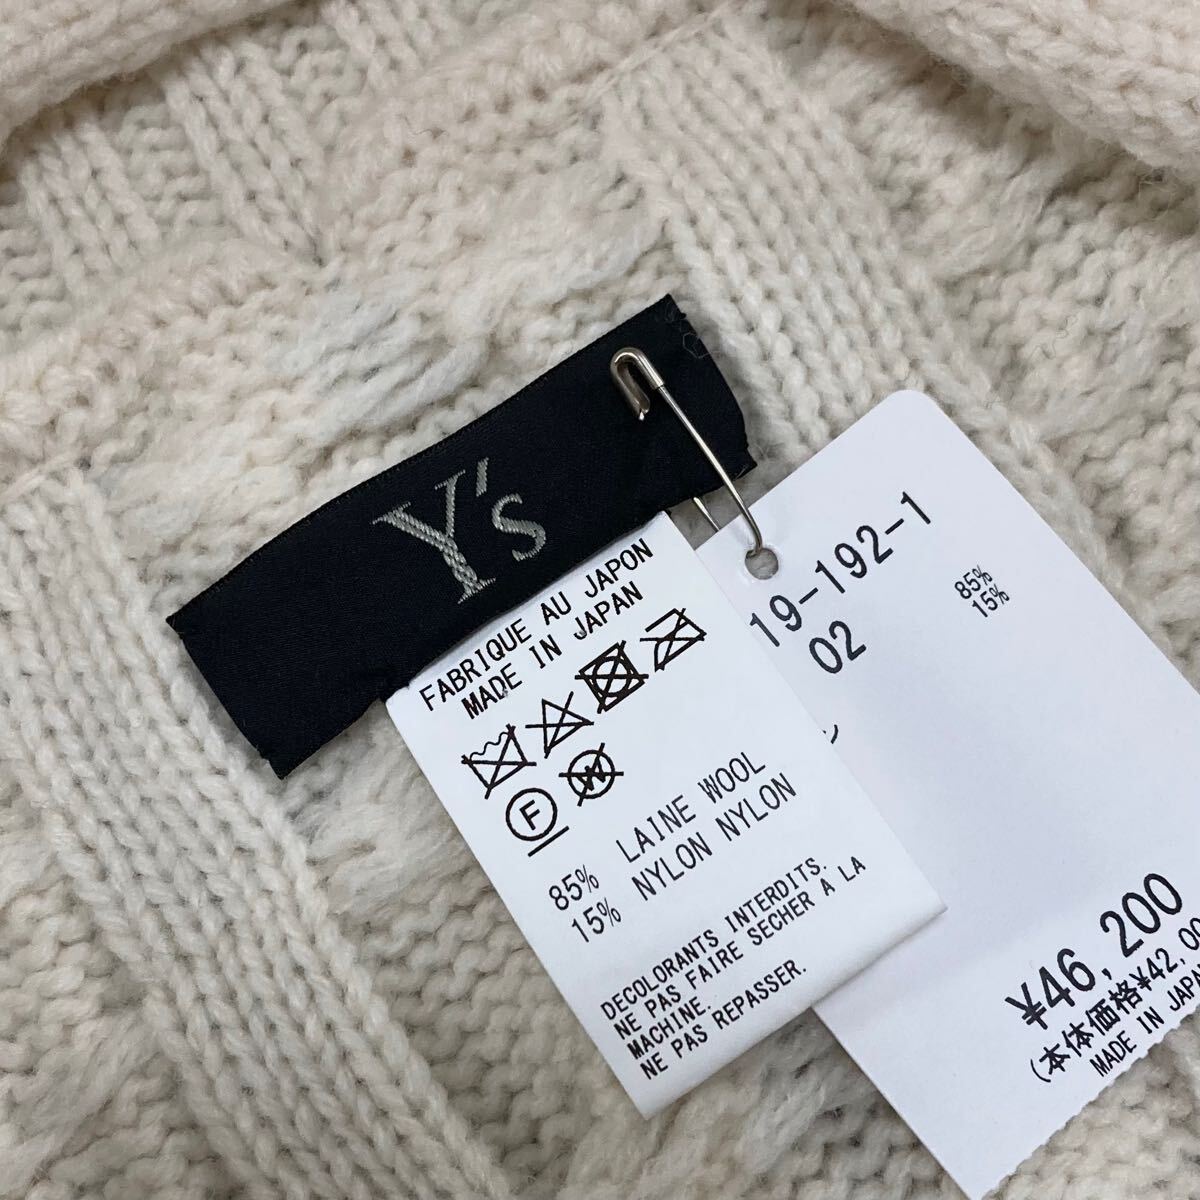 Y's
FABRIQUE AU JAPON
MADE IN JAPAN
F
W
85% LAINE WOOL
15% NYLON NYLON
DECOLORANTS INTERDITS.
NE PAS FAIRE SECHER A LA
MACHINE.
NE PAS REPASSER.
19-192-1
02
85%
15%
¥46,200
(本体価格¥42,00
MADE IN JAPA